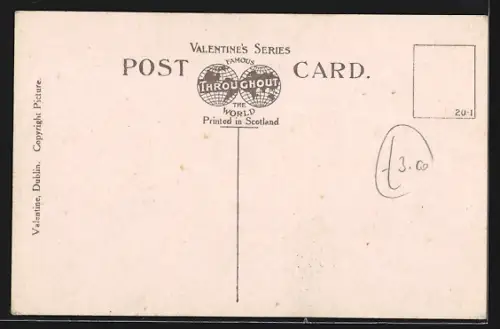 VALENTINE'S SERIES
POST CARD.
FAMOUS
THROUGHOUT
THE
WORLD
Printed in Scotland
20·1
£3.00
Valentine, Dublin. Copyright Picture.